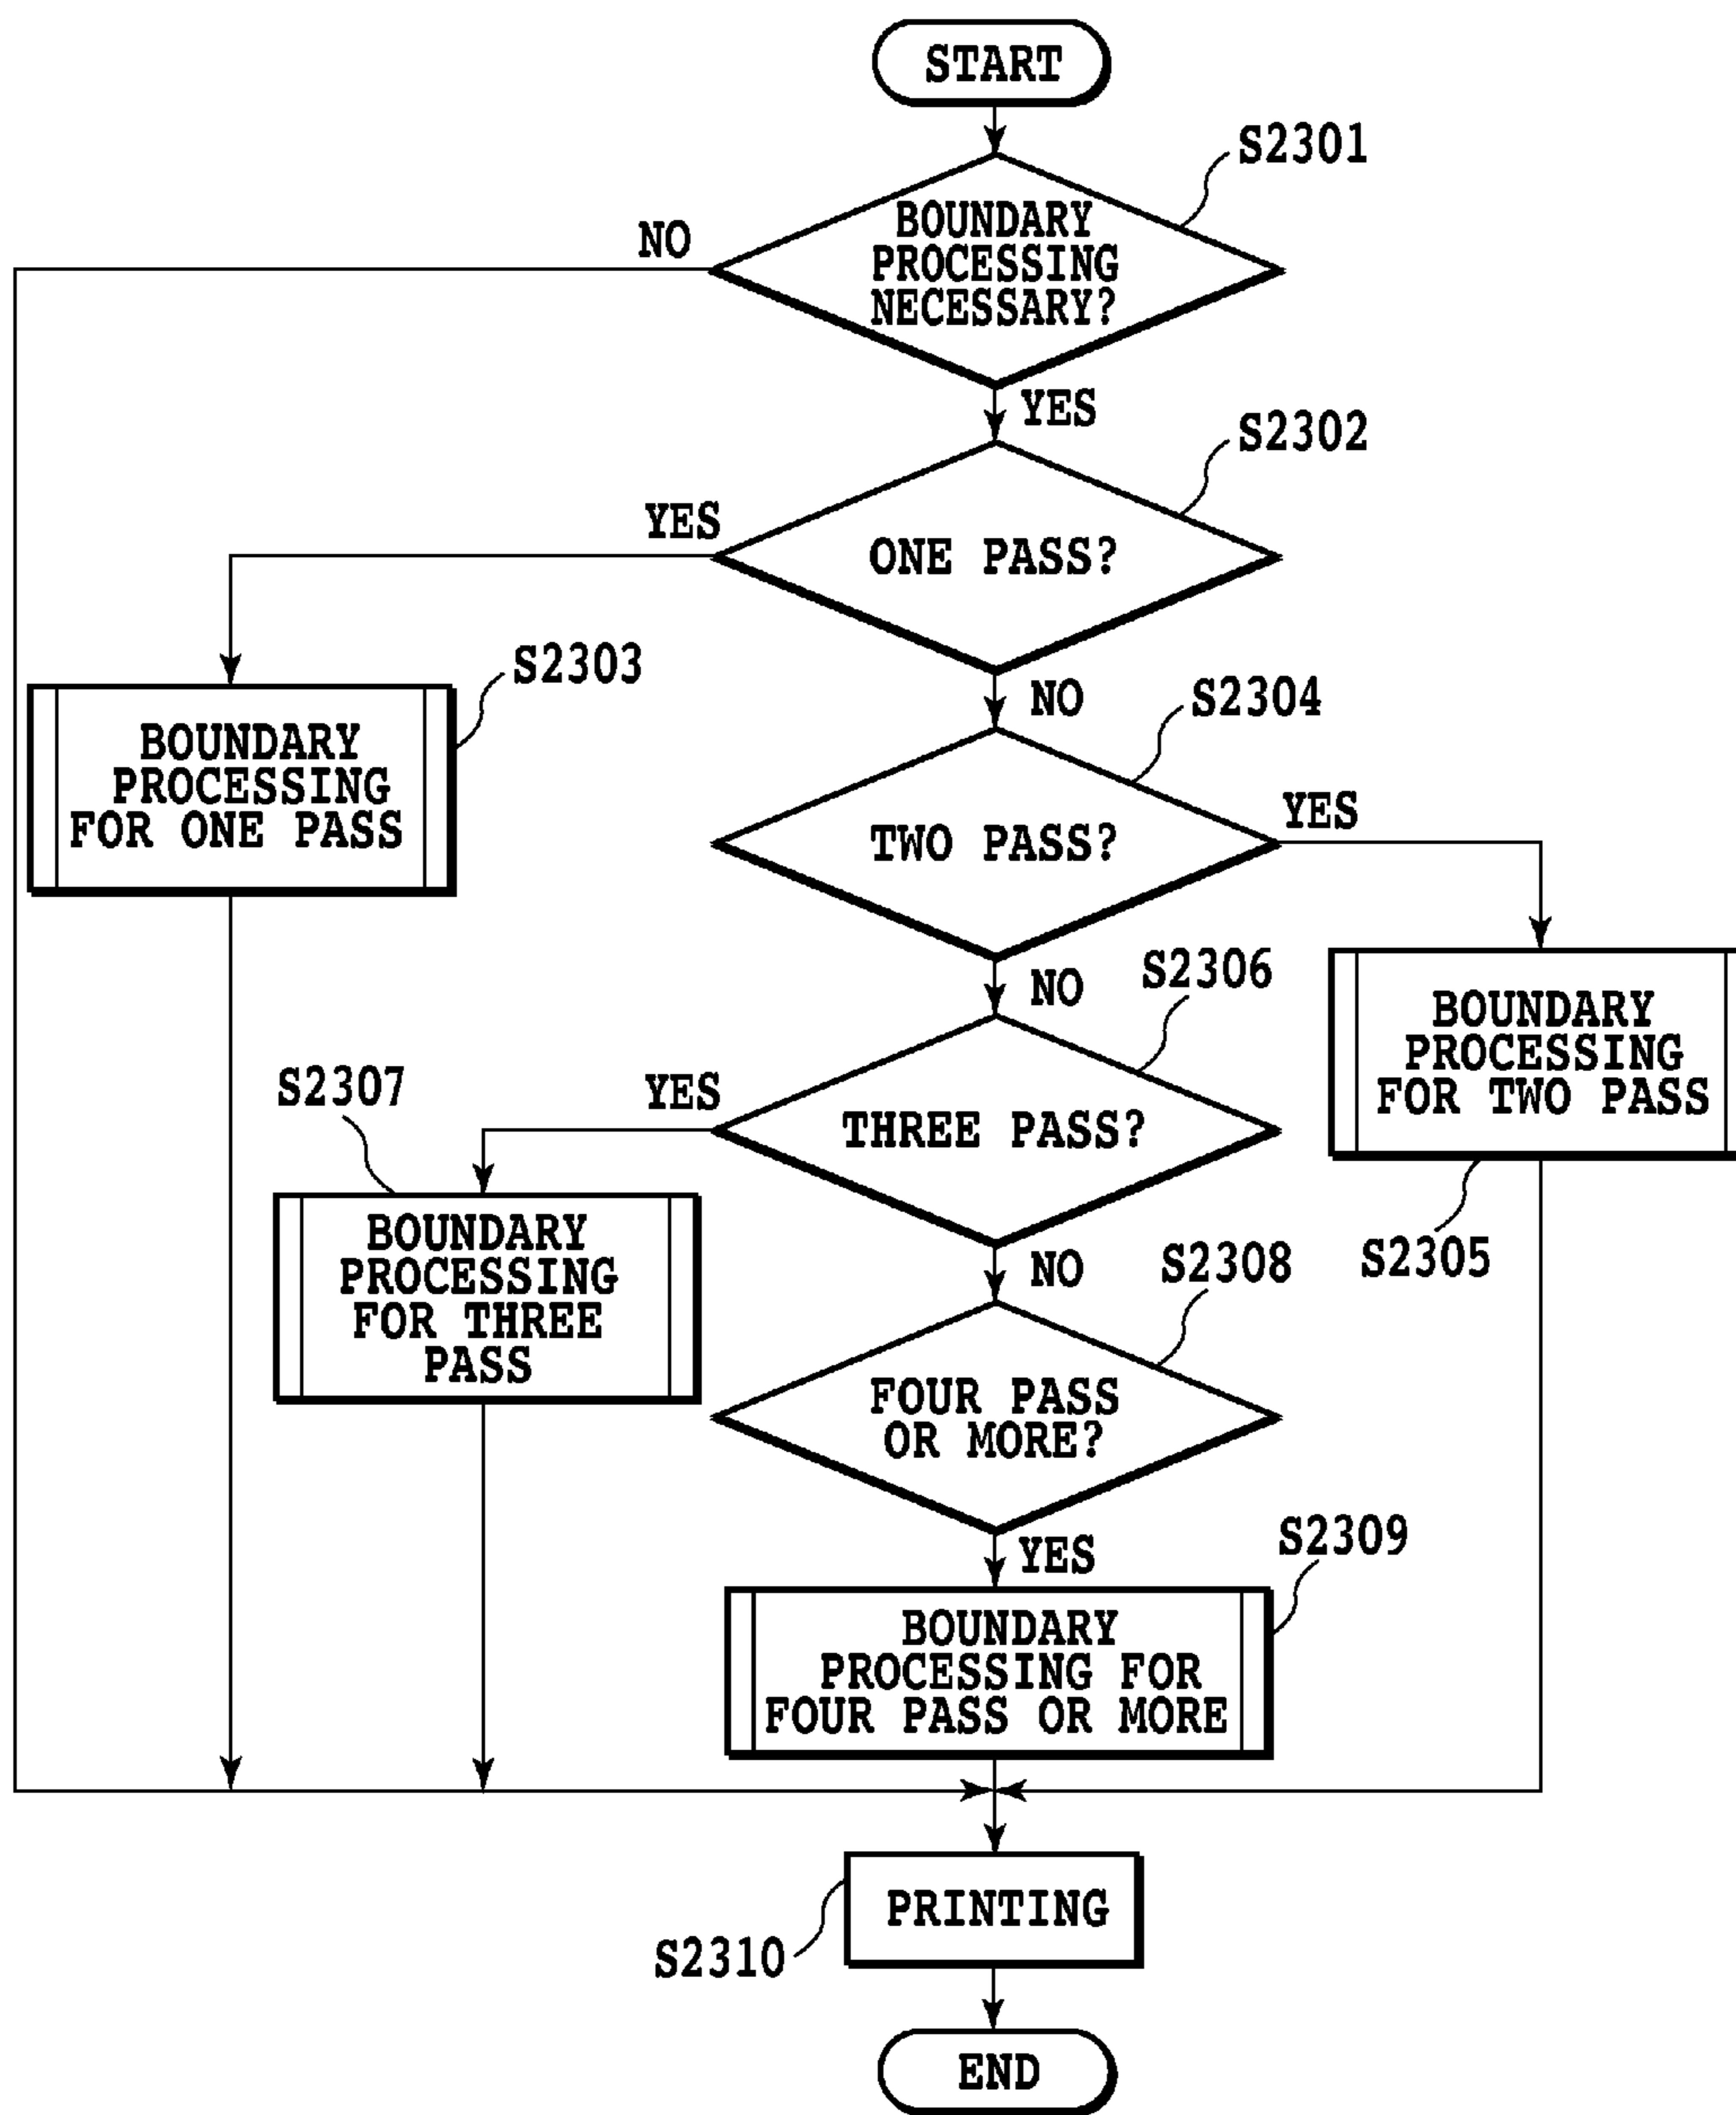 START
S2301
BOUNDARY
PROCESSING
NECESSARY?
NO
YES
S2302
ONE PASS?
YES
NO
S2303
BOUNDARY
PROCESSING
FOR ONE PASS
S2304
TWO PASS?
YES
NO
BOUNDARY
PROCESSING
FOR TWO PASS
S2305
S2306
THREE PASS?
YES
NO
S2307
BOUNDARY
PROCESSING
FOR THREE
PASS
S2308
FOUR PASS
OR MORE?
YES
S2309
BOUNDARY
PROCESSING FOR
FOUR PASS OR MORE
PRINTING
S2310
END